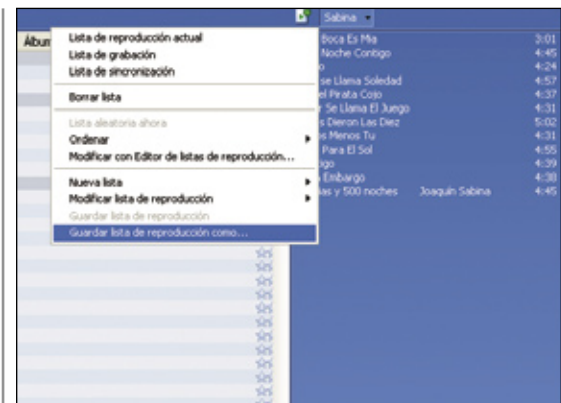 Sabina
Álbum
Lista de reproducción actual
Lista de grabación
Lista de sincronización
Borrar lista
Lista aleatoria ahora
Ordenar
Modificar con Editor de listas de reproducción...
Nueva lista
Modificar lista de reproducción
Guardar lista de reproducción
Guardar lista de reproducción como...
Boca Es Mia 3:01
Noche Contigo 4:45
4:24
se Llama Soledad 4:57
el Pirata Cojo 4:37
Se Llama El Juego 4:31
Dieron Las Diez 5:02
Menos Tu 4:31
Para El Sol 4:55
4:39
Embargo 4:38
y 500 noches Joaquín Sabina 4:45